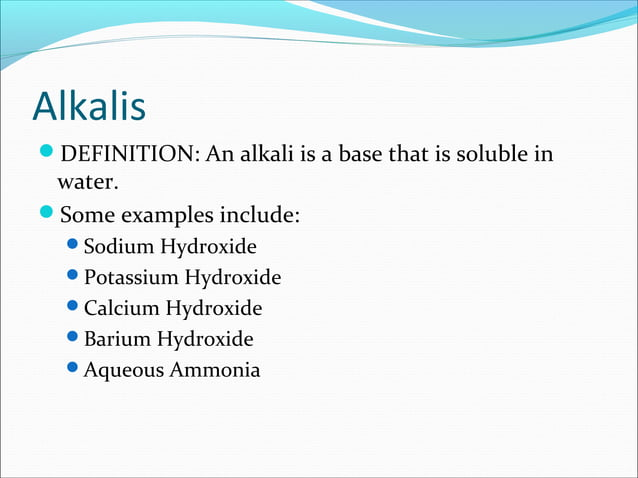 Alkalis
DEFINITION: An alkali is a base that is soluble in
water.
Some examples include:
Sodium Hydroxide
Potassium Hydroxide
Calcium Hydroxide
Barium Hydroxide
Aqueous Ammonia